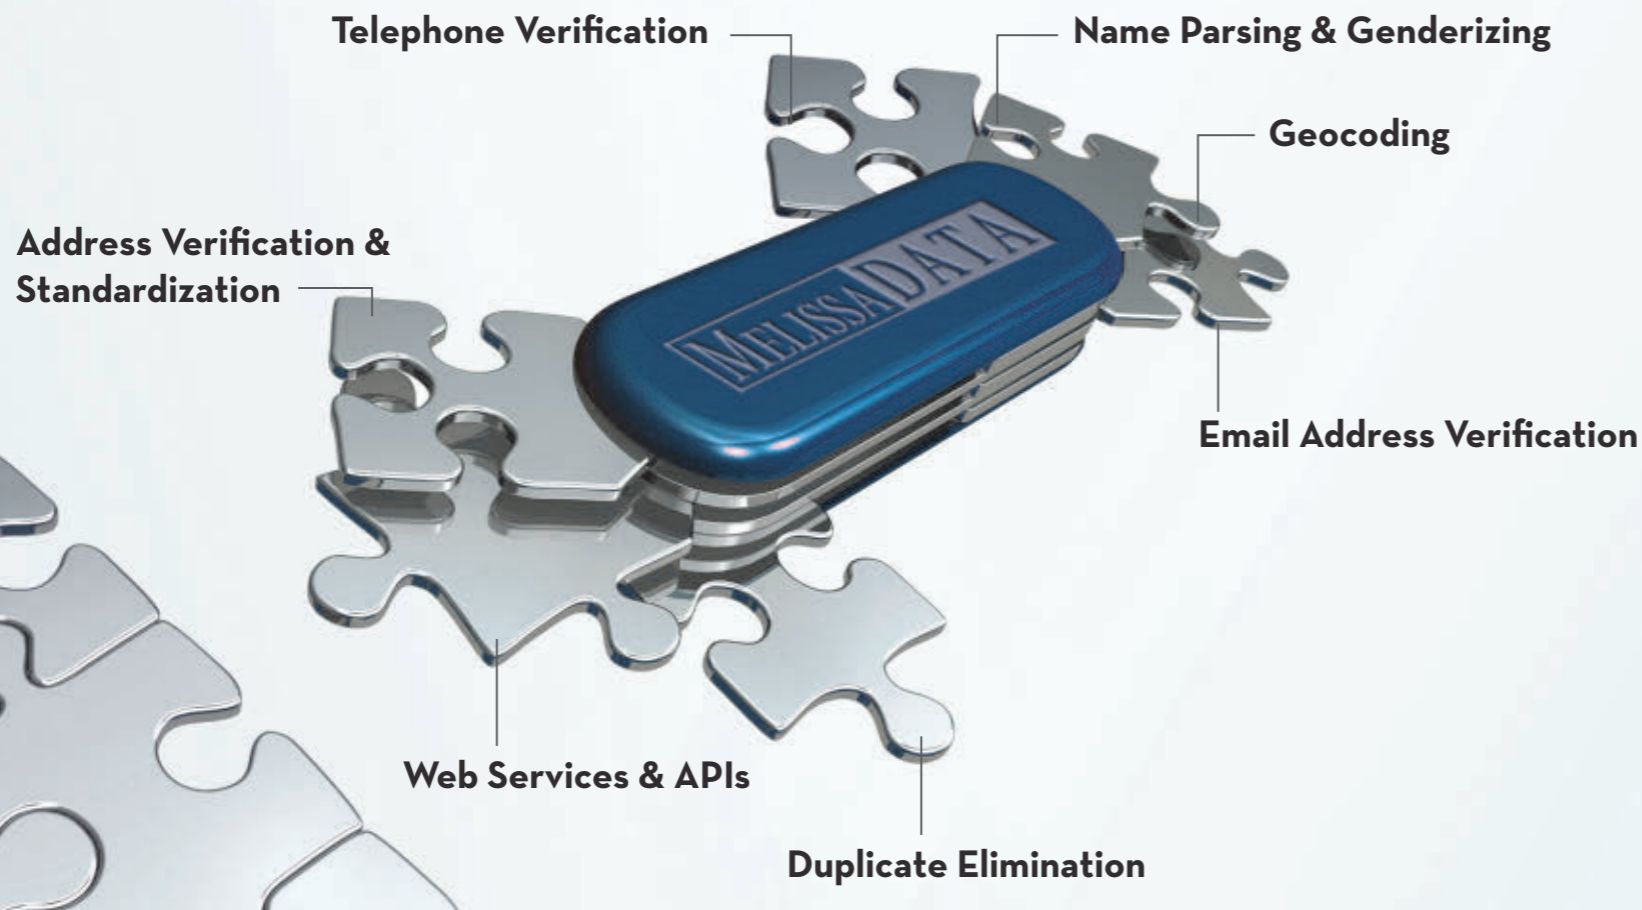 Telephone Verification
Name Parsing & Genderizing
Geocoding
Address Verification &
Standardization
MELISSA DATA
Email Address Verification
Web Services & APIs
Duplicate Elimination